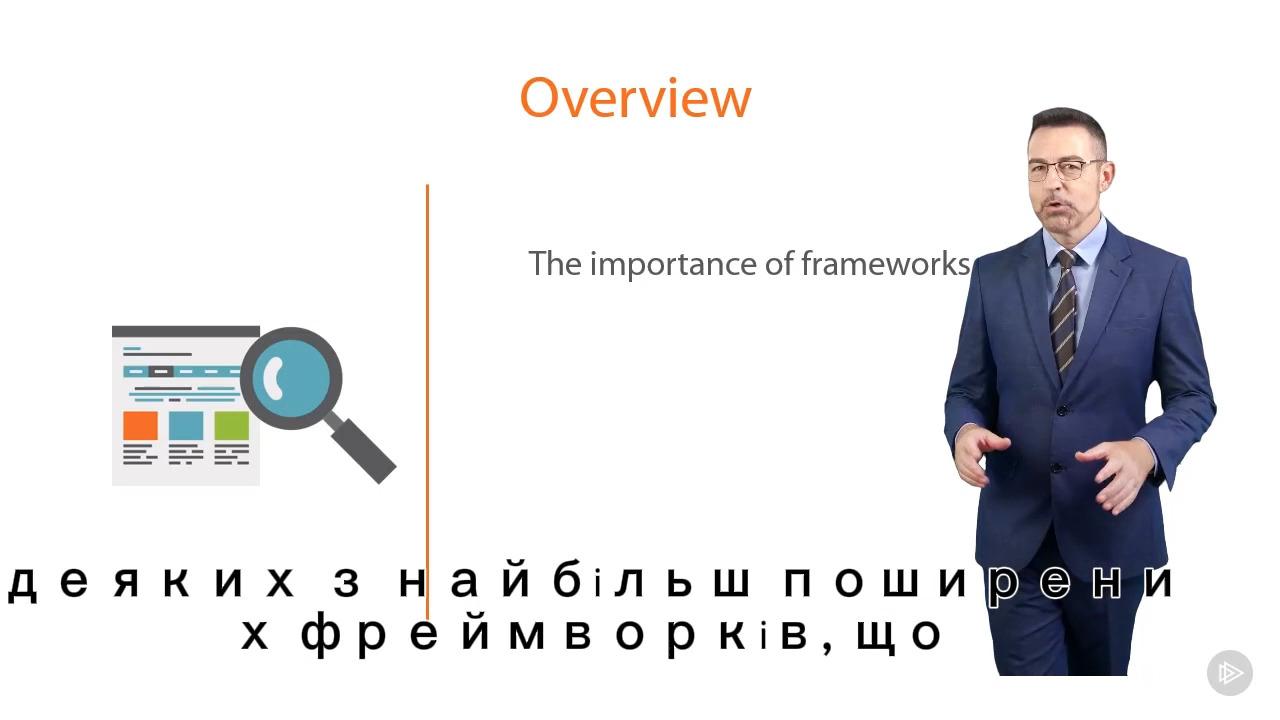 Overview
The importance of frameworks
деяких з найбільш поширени
х фреймворків, що